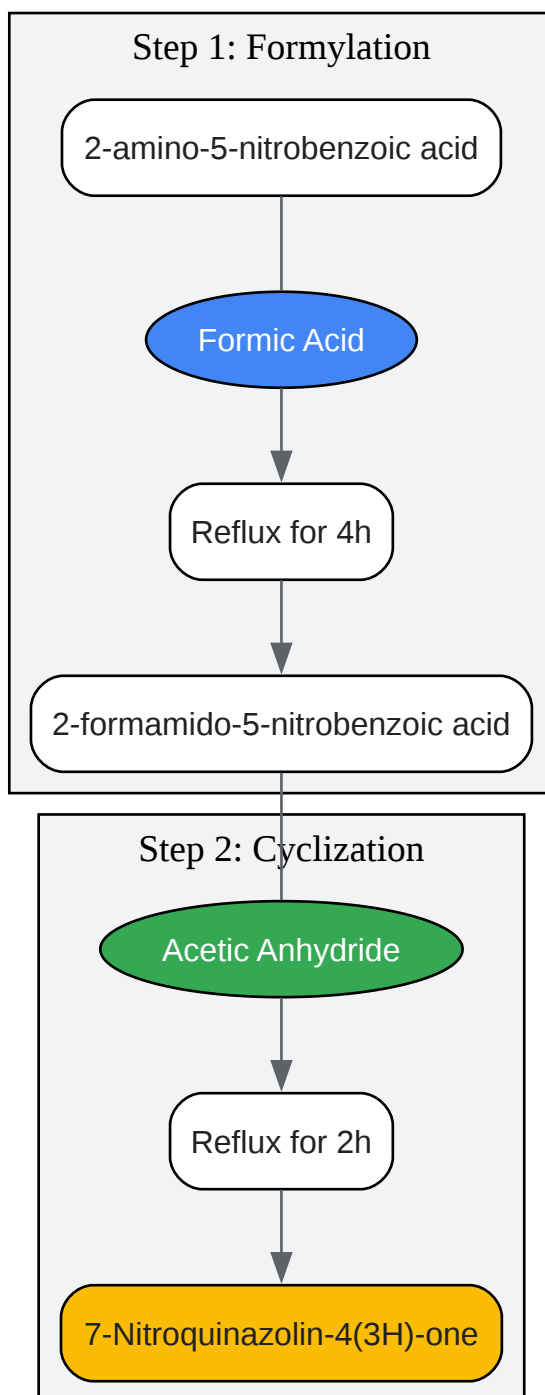 Step 1: Formylation
2-amino-5-nitrobenzoic acid
Formic Acid
Reflux for 4h
2-formamido-5-nitrobenzoic acid
Step 2: Cyclization
Acetic Anhydride
Reflux for 2h
7-Nitroquinazolin-4(3H)-one